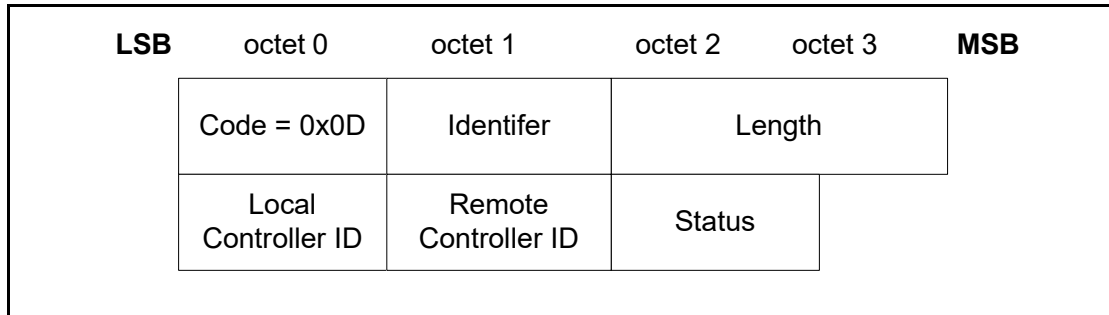 LSB octet 0 octet 1 octet 2 octet 3 MSB
Code = 0x0D Identifer Length
Local Remote
Controller ID Controller ID Status